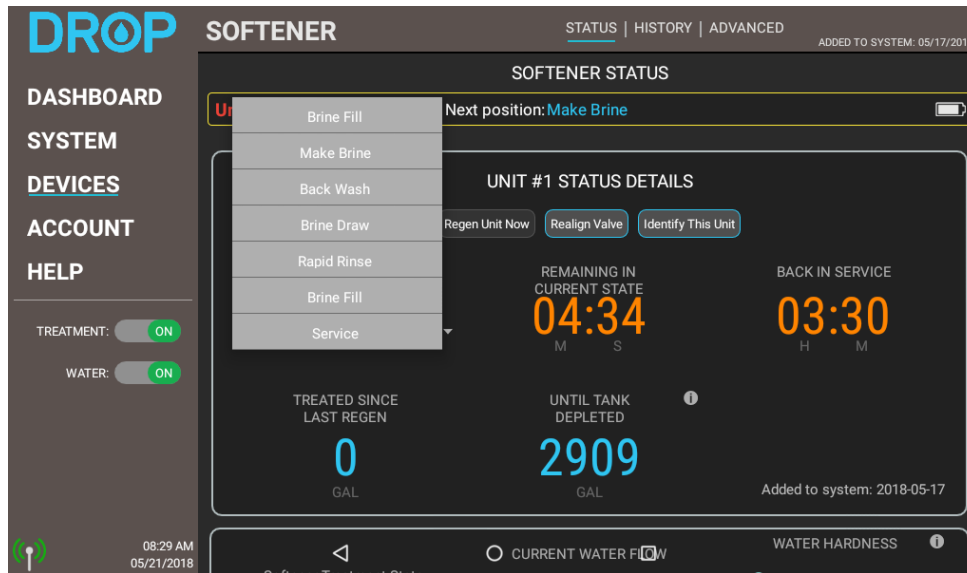 DROP
SOFTENER
STATUS | HISTORY | ADVANCED
ADDED TO SYSTEM: 05/17/201
DASHBOARD
SYSTEM
DEVICES
ACCOUNT
HELP
TREATMENT: ON
WATER: ON
08:29 AM
05/21/2018
SOFTENER STATUS
Next position: Make Brine
Brine Fill
Make Brine
Back Wash
Brine Draw
Rapid Rinse
Brine Fill
Service
UNIT #1 STATUS DETAILS
Regen Unit Now
Realign Valve
Identify This Unit
REMAINING IN
CURRENT STATE
04:34
M S
BACK IN SERVICE
03:30
H M
TREATED SINCE
LAST REGEN
0
GAL
UNTIL TANK
DEPLETED
2909
GAL
Added to system: 2018-05-17
CURRENT WATER FLOW
WATER HARDNESS